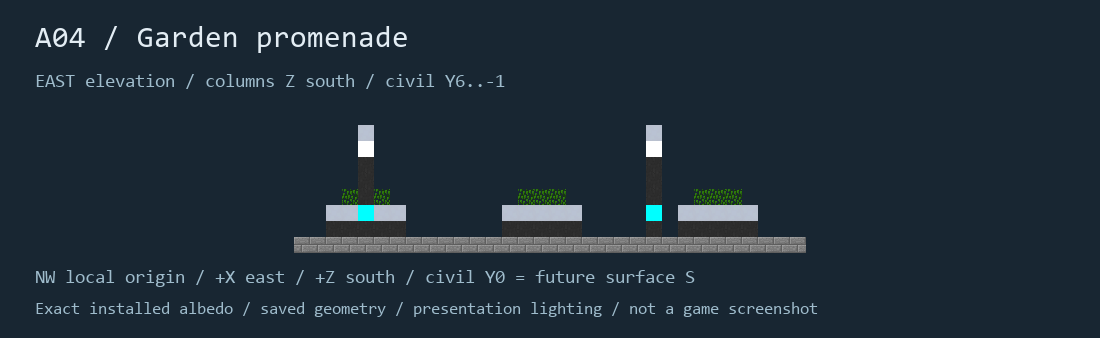 A04 / Garden promenade
EAST elevation / columns Z south / civil Y6..-1
NW local origin / +X east / +Z south / civil Y0 = future surface S
Exact installed albedo / saved geometry / presentation lighting / not a game screenshot